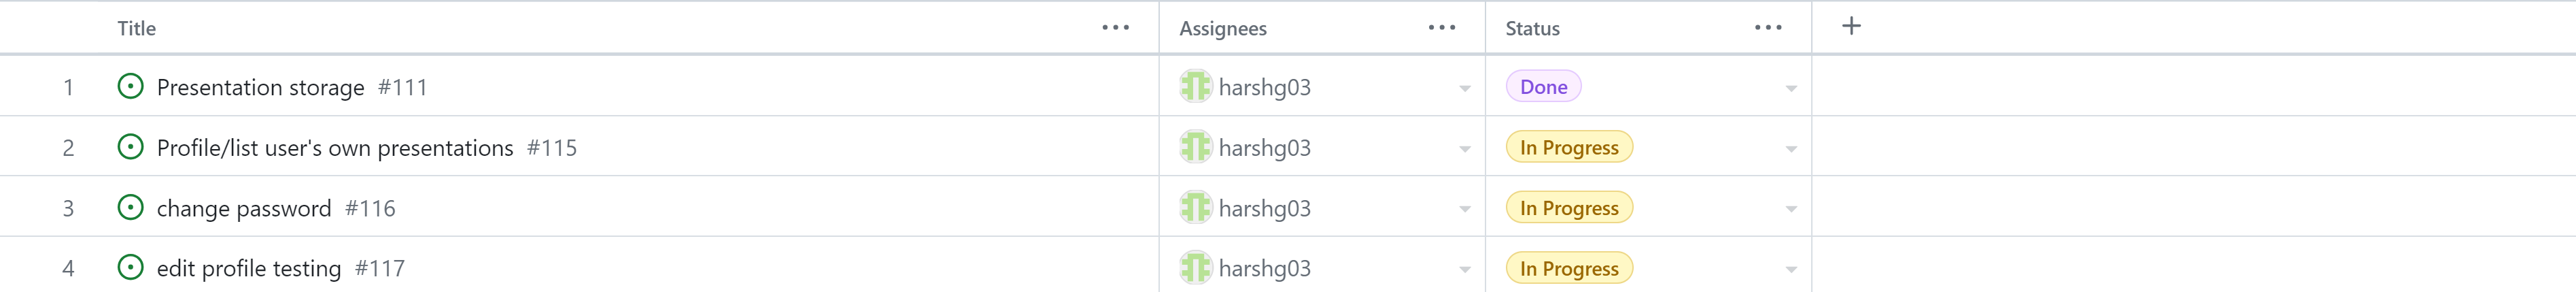 Title ... Assignees ... Status ... +
1 Presentation storage #111 harshg03 Done
2 Profile/list user's own presentations #115 harshg03 In Progress
3 change password #116 harshg03 In Progress
4 edit profile testing #117 harshg03 In Progress